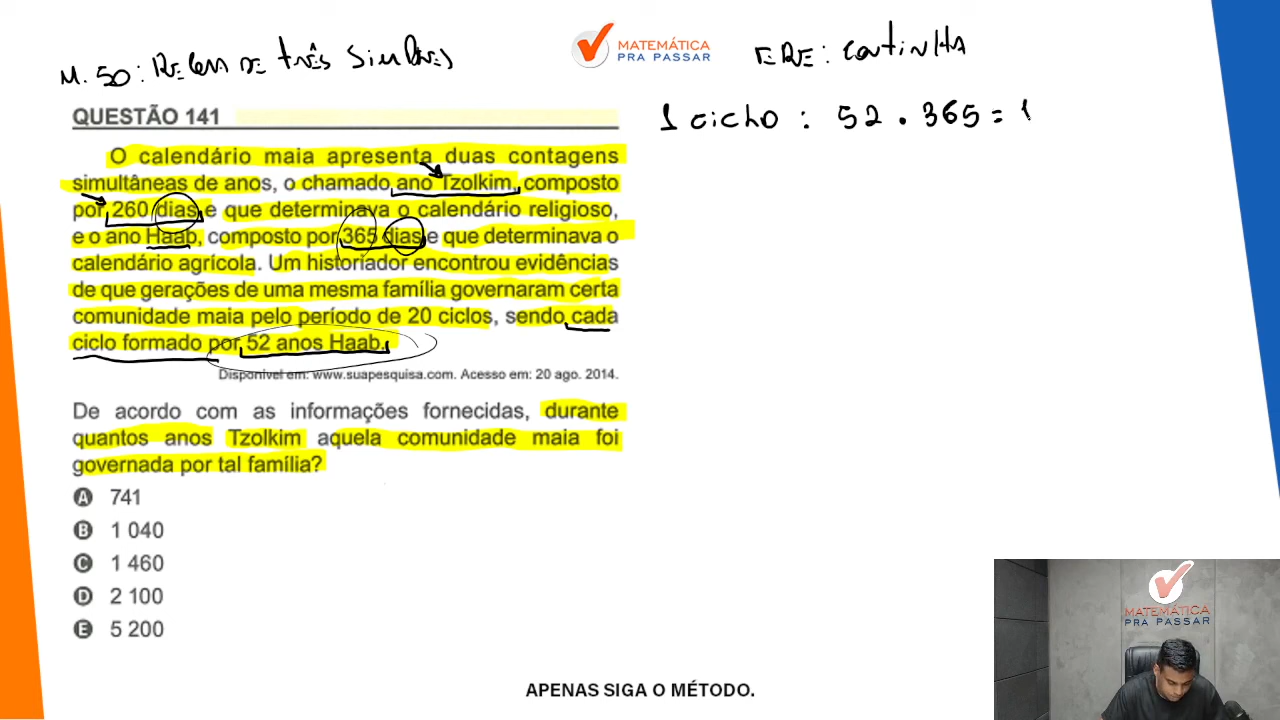 M. 50: REGRA DE TRÊS SIMPLES
MATEMÁTICA
PRA PASSAR
QUESTÃO 141
O calendário maia apresenta duas contagens
simultâneas de anos, o chamado ano Tzolkim, composto
por 260 dias e que determinava o calendário religioso,
e o ano Haab, composto por 365 dias e que determinava o
calendário agrícola. Um historiador encontrou evidências
de que gerações de uma mesma família governaram certa
comunidade maia pelo período de 20 ciclos, sendo cada
ciclo formado por 52 anos Haab.
Disponível em: www.suapesquisa.com. Acesso em: 20 ago. 2014.
De acordo com as informações fornecidas, durante
quantos anos Tzolkim aquela comunidade maia foi
governada por tal família?
A 741
B 1 040
C 1 460
D 2 100
E 5 200
1 ciclo : 52 . 365 = 1
MATEMÁTICA
PRA PASSAR
APENAS SIGA O MÉTODO.